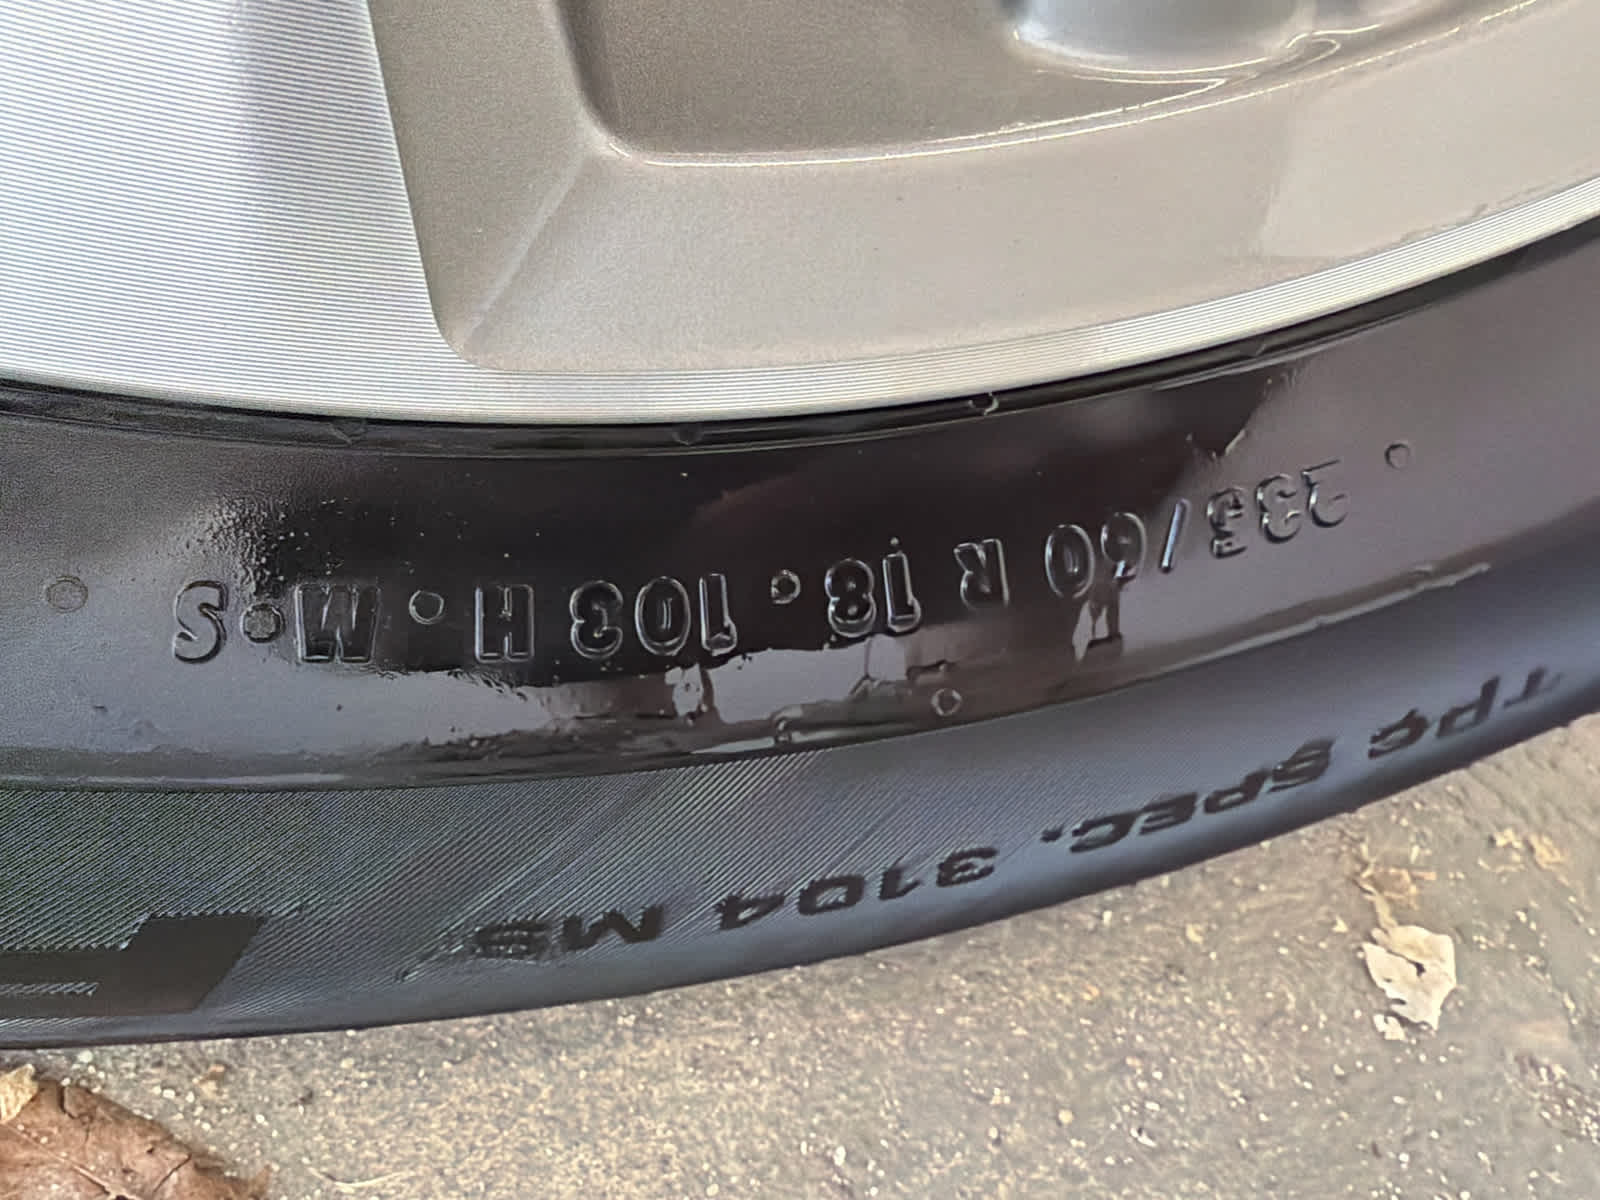 235/60 R 18 • 103 H • M•S
TPC SPEC. 3104 MS